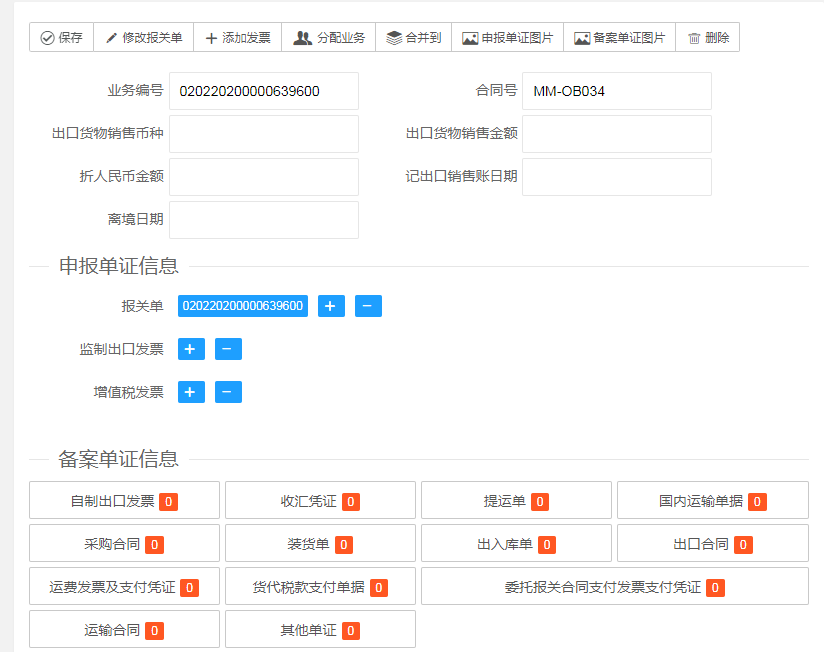 保存 修改报关单 添加发票 分配业务 合并到 申报单证图片 备案单证图片 删除
业务编号 020220200000639600 合同号 MM-OB034
出口货物销售币种 出口货物销售金额
折人民币金额 记出口销售账日期
离境日期
申报单证信息
报关单 020220200000639600 + −
监制出口发票 + −
增值税发票 + −
备案单证信息
自制出口发票 0 收汇凭证 0 提运单 0 国内运输单据 0
采购合同 0 装货单 0 出入库单 0 出口合同 0
运费发票及支付凭证 0 货代税款支付单据 0 委托报关合同支付发票支付凭证 0
运输合同 0 其他单证 0